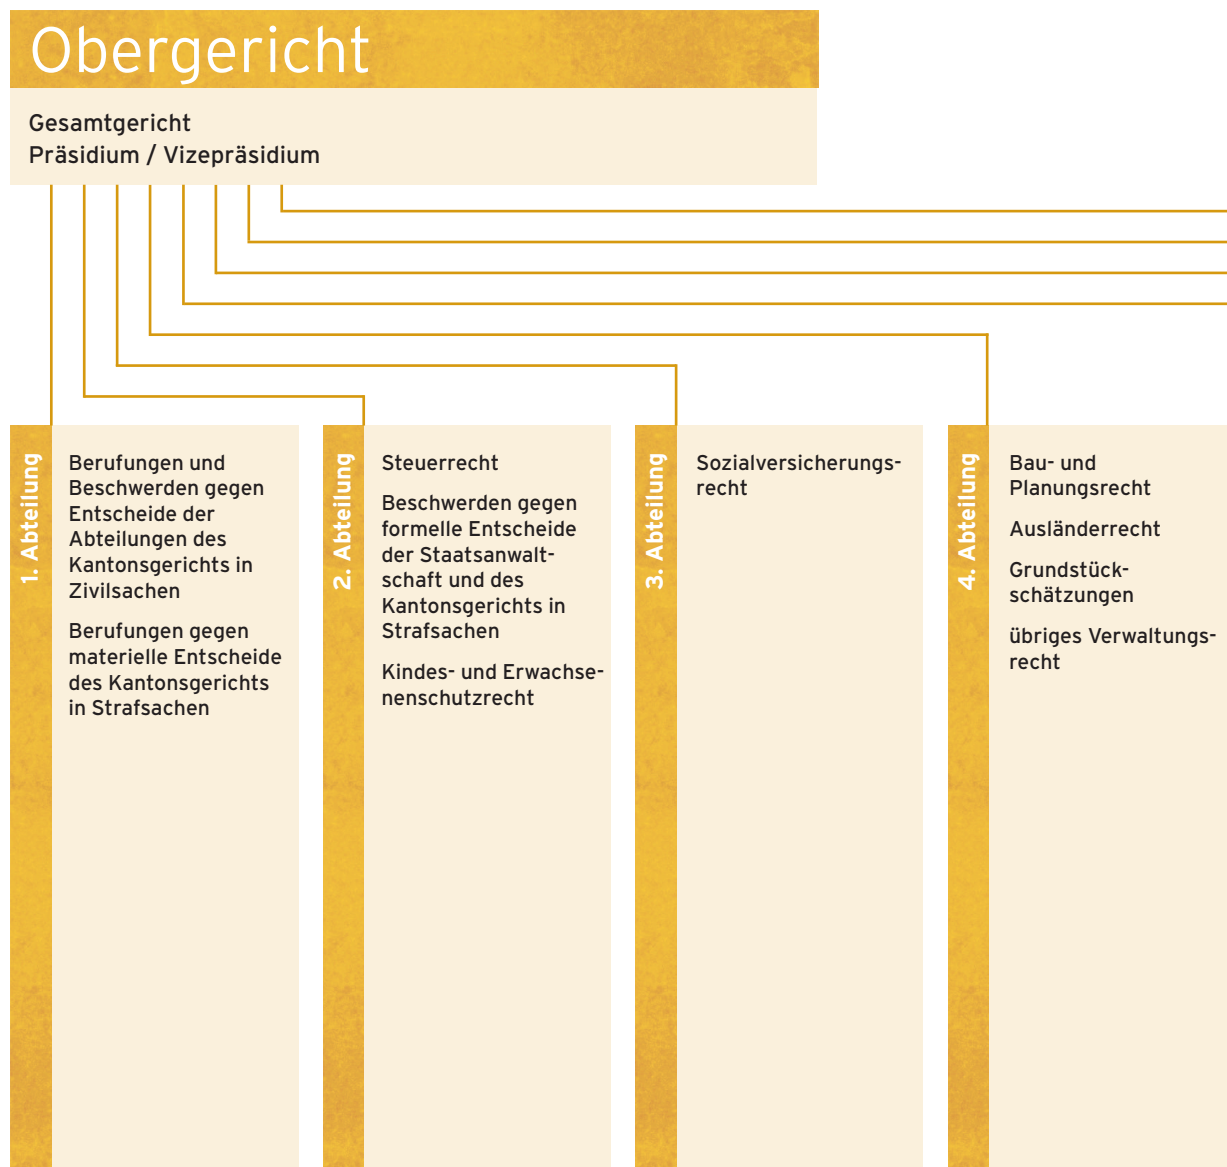 Obergericht
Gesamtgericht
Präsidium / Vizepräsidium
1. Abteilung
Berufungen und
Beschwerden gegen
Entscheide der
Abteilungen des
Kantonsgerichts in
Zivilsachen
Berufungen gegen
materielle Entscheide
des Kantonsgerichts
in Strafsachen
2. Abteilung
Steuerrecht
Beschwerden gegen
formelle Entscheide
der Staatsanwalt-
schaft und des
Kantonsgerichts in
Strafsachen
Kindes- und Erwachse-
nenschutzrecht
3. Abteilung
Sozialversicherungs-
recht
4. Abteilung
Bau- und
Planungsrecht
Ausländerrecht
Grundstück-
schätzungen
übriges Verwaltungs-
recht